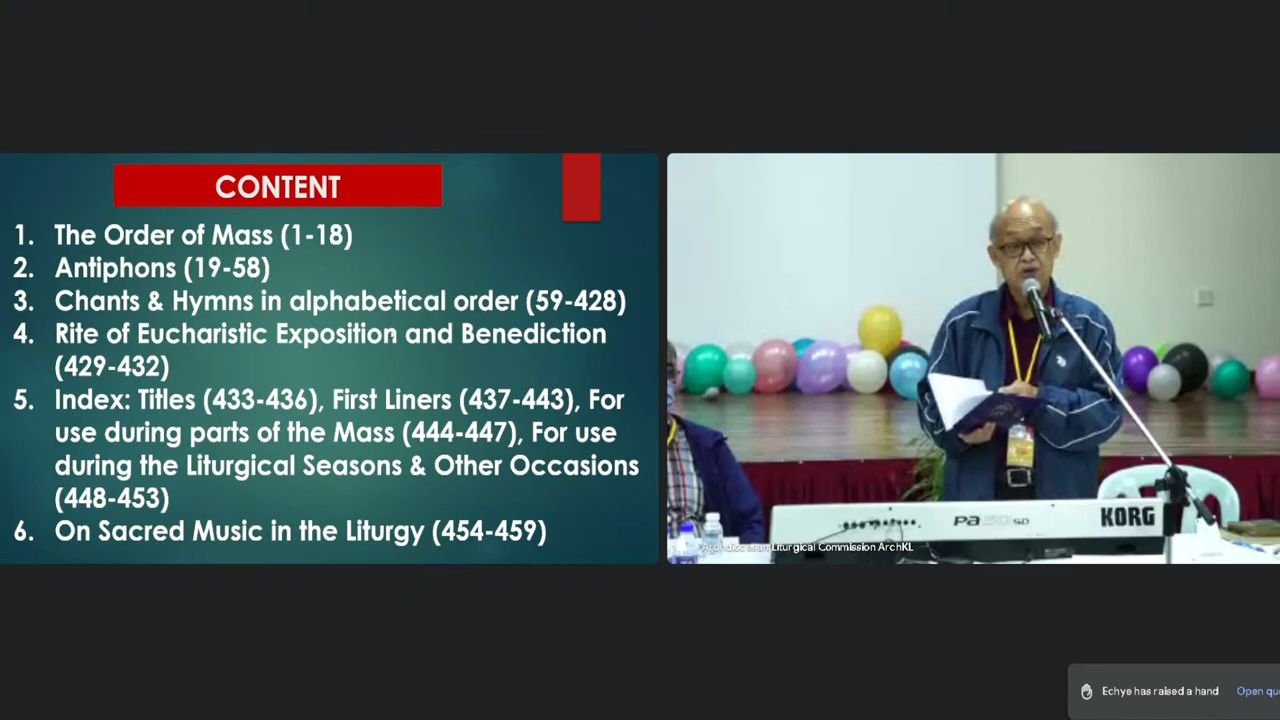 CONTENT
1. The Order of Mass (1-18)
2. Antiphons (19-58)
3. Chants & Hymns in alphabetical order (59-428)
4. Rite of Eucharistic Exposition and Benediction
(429-432)
5. Index: Titles (433-436), First Liners (437-443), For
use during parts of the Mass (444-447), For use
during the Liturgical Seasons & Other Occasions
(448-453)
6. On Sacred Music in the Liturgy (454-459)
KORG
Archdiocesan Liturgical Commission ArchKL
Echye has raised a hand
Open